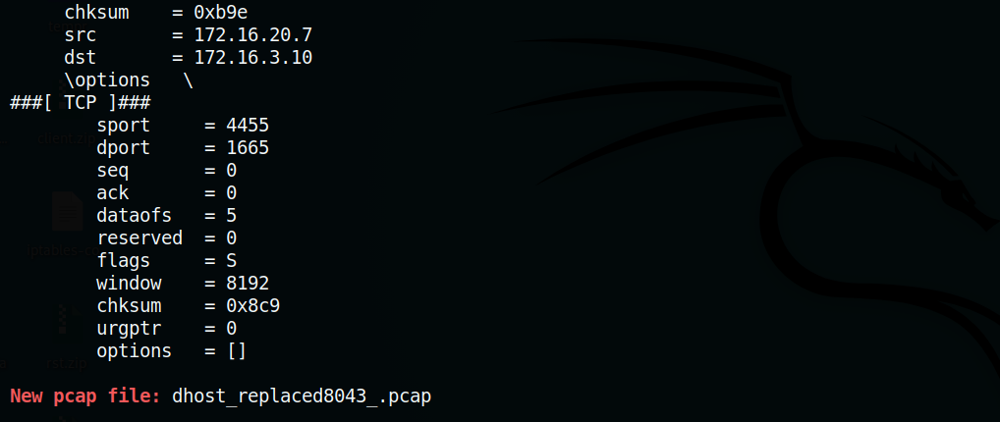 chksum    = 0xb9e
src       = 172.16.20.7
dst       = 172.16.3.10
\options   \
###[ TCP ]###
sport     = 4455
dport     = 1665
seq       = 0
ack       = 0
dataofs   = 5
reserved  = 0
flags     = S
window    = 8192
chksum    = 0x8c9
urgptr    = 0
options   = []
New pcap file: dhost_replaced8043_.pcap